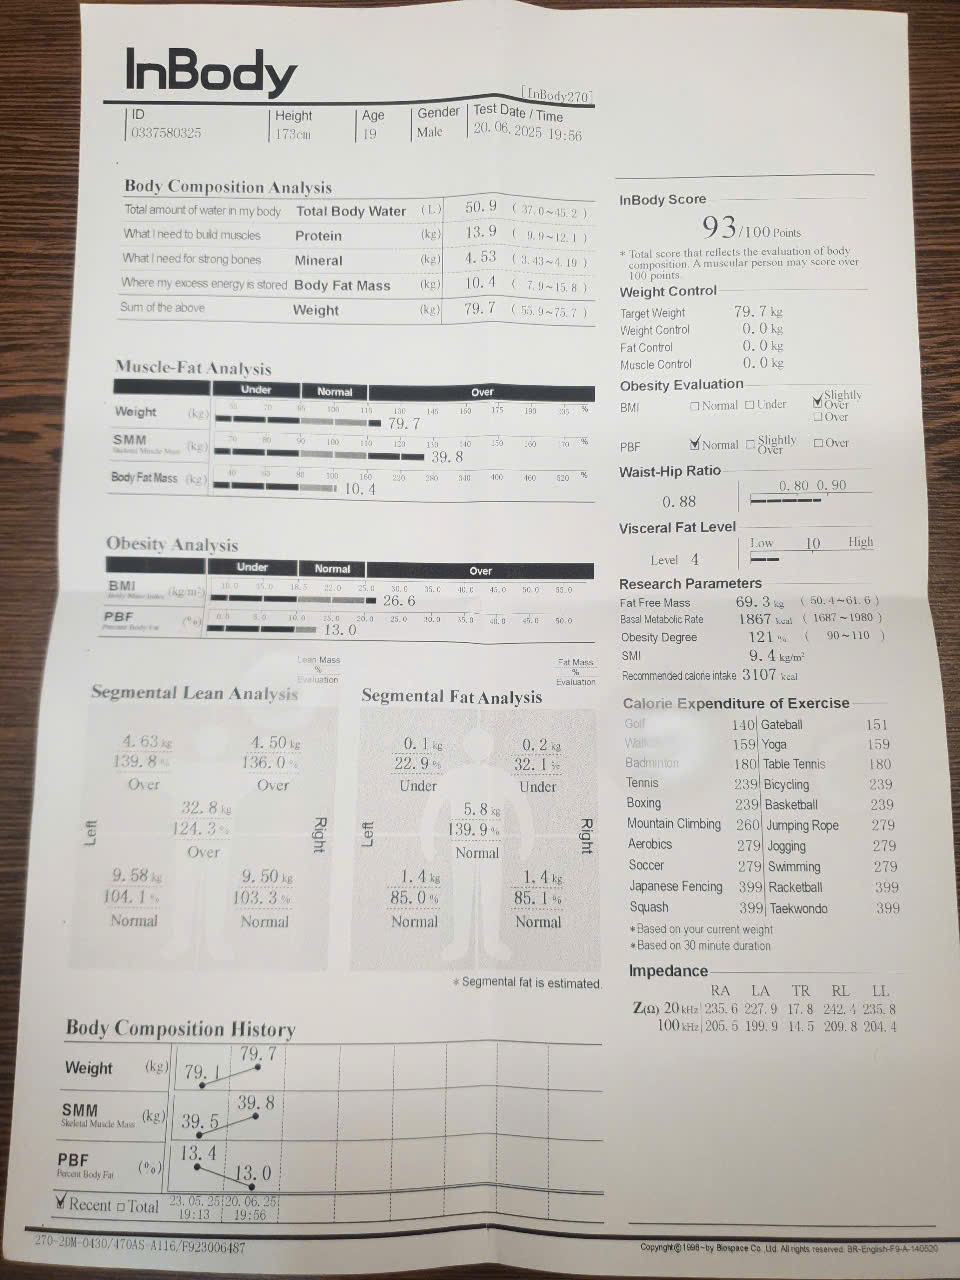 InBody
[InBody270]
ID Height Age Gender Test Date / Time
0337580325 173cm 19 Male 20. 06. 2025 19:56
Body Composition Analysis
Total amount of water in my body Total Body Water (L) 50. 9 ( 37. 0~45. 2 )
What I need to build muscles Protein (kg) 13. 9 ( 9. 9~12. 1 )
What I need for strong bones Mineral (kg) 4. 53 ( 3. 43~4. 19 )
Where my excess energy is stored Body Fat Mass (kg) 10. 4 ( 7. 9~15. 8 )
Sum of the above Weight (kg) 79. 7 ( 55. 9~75. 7 )
Muscle-Fat Analysis
Under Normal Over
Weight (kg) 55 70 85 100 115 130 145 160 175 190 205 %
79. 7
SMM (kg) 70 80 90 100 110 120 130 140 150 160 170 %
Skeletal Muscle Mass
39. 8
Body Fat Mass (kg) 40 60 80 100 160 220 280 340 400 460 520 %
10. 4
Obesity Analysis
Under Normal Over
BMI (kg/m²) 10. 0 15. 0 18. 5 22. 0 25. 0 30. 0 35. 0 40. 0 45. 0 50. 0 55. 0
Body Mass Index
26. 6
PBF (%) 0. 0 5. 0 10. 0 15. 0 20. 0 25. 0 30. 0 35. 0 40. 0 45. 0 50. 0
Percent Body Fat
13. 0
Lean Mass
%
Evaluation
Segmental Lean Analysis
4. 63 kg 4. 50 kg
139. 8 % 136. 0 %
Over Over
32. 8 kg
124. 3 %
Over
Left Right
9. 58 kg 9. 50 kg
104. 1 % 103. 3 %
Normal Normal
Fat Mass
%
Evaluation
Segmental Fat Analysis
0. 1 kg 0. 2 kg
22. 9 % 32. 1 %
Under Under
5. 8 kg
139. 9 %
Normal
Left Right
1. 4 kg 1. 4 kg
85. 0 % 85. 1 %
Normal Normal
* Segmental fat is estimated.
Body Composition History
Weight (kg) 79. 1 79. 7
SMM (kg) 39. 5 39. 8
Skeletal Muscle Mass
PBF (%) 13. 4 13. 0
Percent Body Fat
Recent Total 23. 05. 25 20. 06. 25
19:13 19:56
270-2DM-0430/470AS-A116/F923006487
InBody Score
93/100 Points
* Total score that reflects the evaluation of body
composition. A muscular person may score over
100 points.
Weight Control
Target Weight 79. 7 kg
Weight Control 0. 0 kg
Fat Control 0. 0 kg
Muscle Control 0. 0 kg
Obesity Evaluation
BMI Normal Under Slightly Over
Over
PBF Normal Slightly Over Over
Waist-Hip Ratio
0. 80 0. 90
0. 88
Visceral Fat Level
Low 10 High
Level 4
Research Parameters
Fat Free Mass 69. 3 kg ( 50. 4~61. 6 )
Basal Metabolic Rate 1867 kcal ( 1687~1980 )
Obesity Degree 121 % ( 90~110 )
SMI 9. 4 kg/m²
Recommended calorie intake 3107 kcal
Calorie Expenditure of Exercise
Golf 140 Gateball 151
Walking 159 Yoga 159
Badminton 180 Table Tennis 180
Tennis 239 Bicycling 239
Boxing 239 Basketball 239
Mountain Climbing 260 Jumping Rope 279
Aerobics 279 Jogging 279
Soccer 279 Swimming 279
Japanese Fencing 399 Racketball 399
Squash 399 Taekwondo 399
*Based on your current weight
*Based on 30 minute duration
Impedance
RA LA TR RL LL
Z(Ω) 20 kHz 235. 6 227. 9 17. 8 242. 4 235. 8
100 kHz 205. 5 199. 9 14. 5 209. 8 204. 4
Copyright©1996~by Biospace Co.,Ltd. All rights reserved. BR-English-F9-A-140520